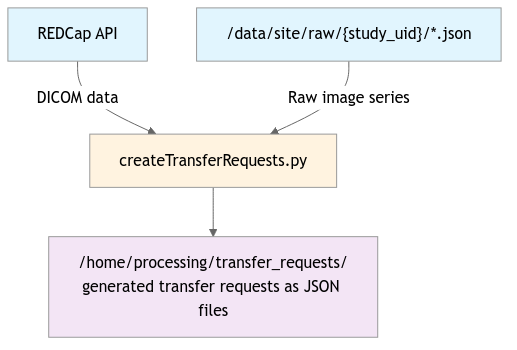 REDCap API
/data/site/raw/{study_uid}/*.json
DICOM data
Raw image series
createTransferRequests.py
/home/processing/transfer_requests/
generated transfer requests as JSON
files